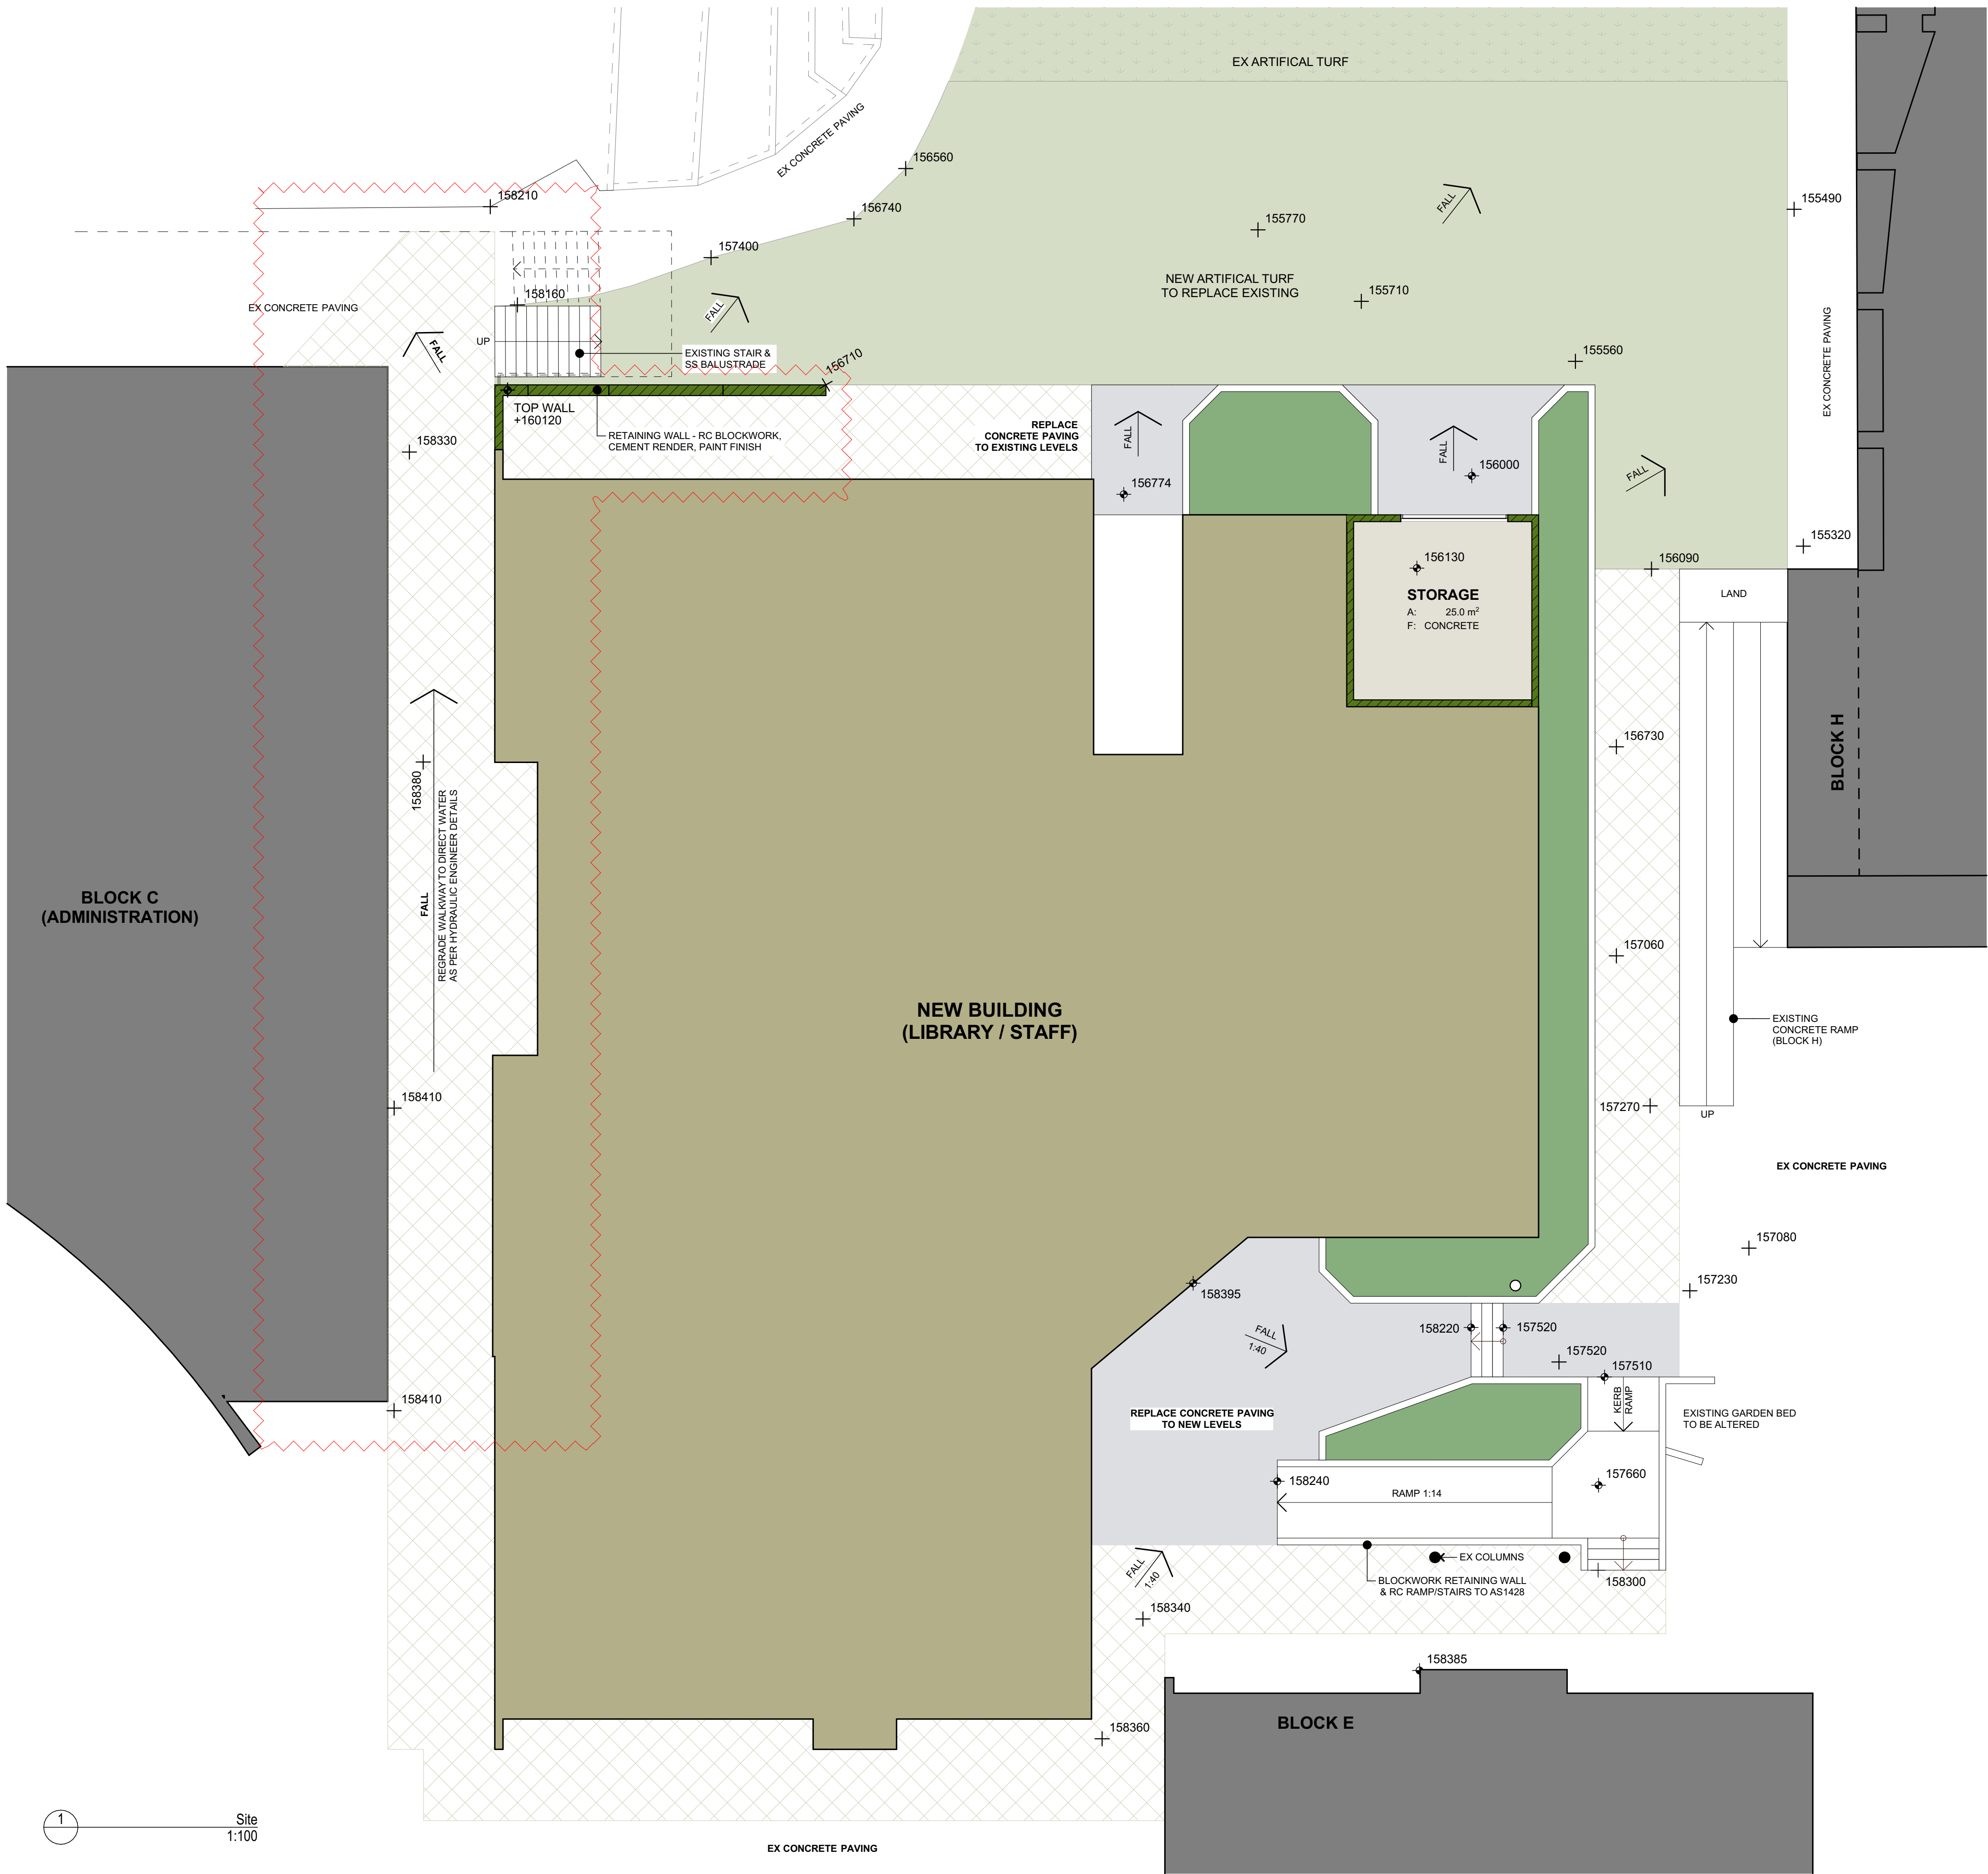 EX ARTIFICAL TURF
EX CONCRETE PAVING
156560
158210
155490
156740
155770
FALL
157400
NEW ARTIFICAL TURF
TO REPLACE EXISTING
158160
155710
EX CONCRETE PAVING
FALL
EX CONCRETE PAVING
UP
FALL
EXISTING STAIR &
SS BALUSTRADE
155560
156710
TOP WALL
+160120
158330
RETAINING WALL - RC BLOCKWORK,
CEMENT RENDER, PAINT FINISH
REPLACE
CONCRETE PAVING
TO EXISTING LEVELS
FALL
FALL
156000
FALL
156774
155320
156130
156090
STORAGE
A: 25.0 m²
F: CONCRETE
LAND
156730
BLOCK H
158380
REGRADE WALKWAY TO DIRECT WATER
AS PER HYDRAULIC ENGINEER DETAILS
FALL
BLOCK C
(ADMINISTRATION)
157060
NEW BUILDING
(LIBRARY / STAFF)
EXISTING
CONCRETE RAMP
(BLOCK H)
158410
157270
UP
EX CONCRETE PAVING
157080
158395
157230
FALL
1:40
158220
157520
157520
157510
KERB
RAMP
158410
REPLACE CONCRETE PAVING
TO NEW LEVELS
EXISTING GARDEN BED
TO BE ALTERED
158240
157660
RAMP 1:14
EX COLUMNS
FALL
1:40
BLOCKWORK RETAINING WALL
& RC RAMP/STAIRS TO AS1428
158300
158340
158385
158360
BLOCK E
1
Site
1:100
EX CONCRETE PAVING